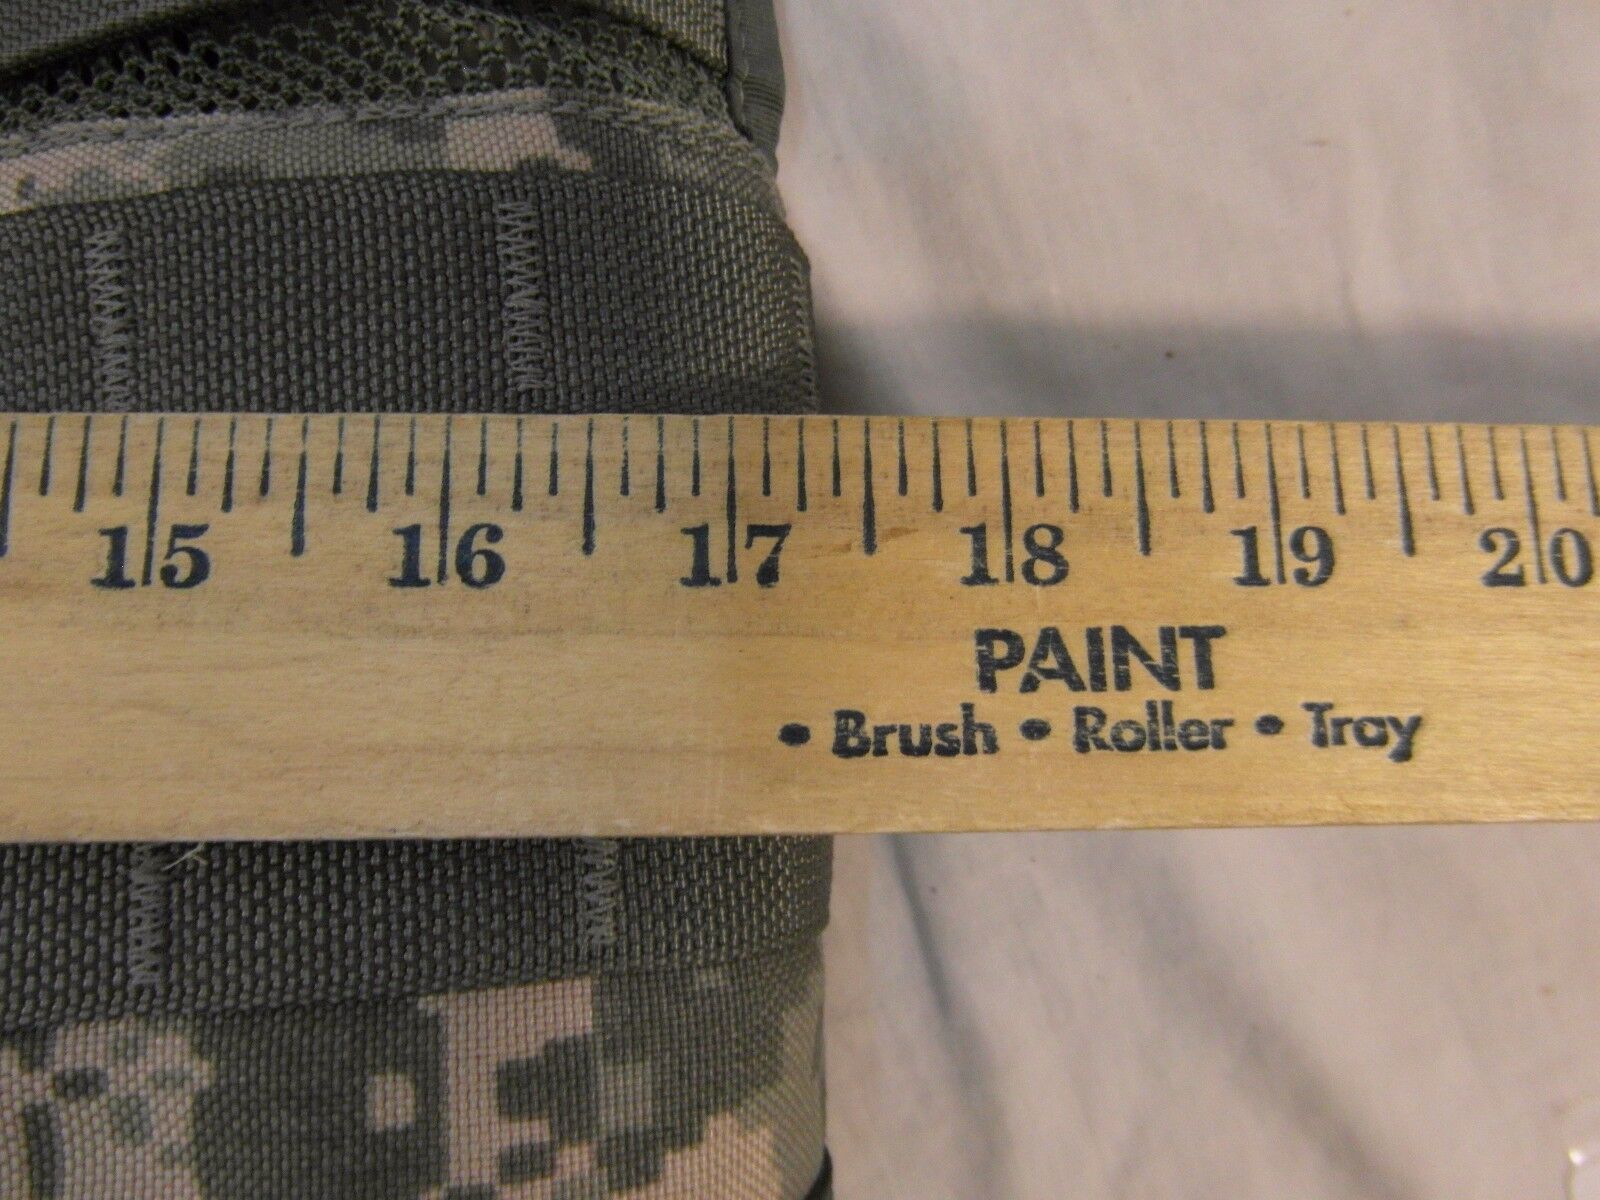 15 16 17 18 19 20
PAINT
• Brush • Roller • Tray